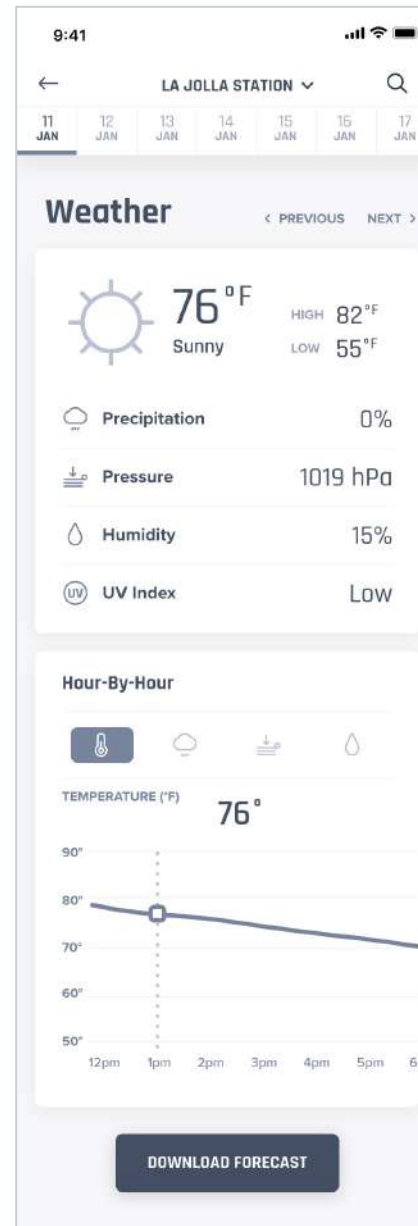 9:41
LA JOLLA STATION
11 12 13 14 15 16 17
JAN JAN JAN JAN JAN JAN JAN
Weather
< PREVIOUS NEXT >
76°F
Sunny
HIGH 82°F
LOW 55°F
Precipitation 0%
Pressure 1019 hPa
Humidity 15%
UV UV Index Low
Hour-By-Hour
TEMPERATURE (°F)
76°
90°
80°
70°
60°
50°
12pm 1pm 2pm 3pm 4pm 5pm 6
DOWNLOAD FORECAST